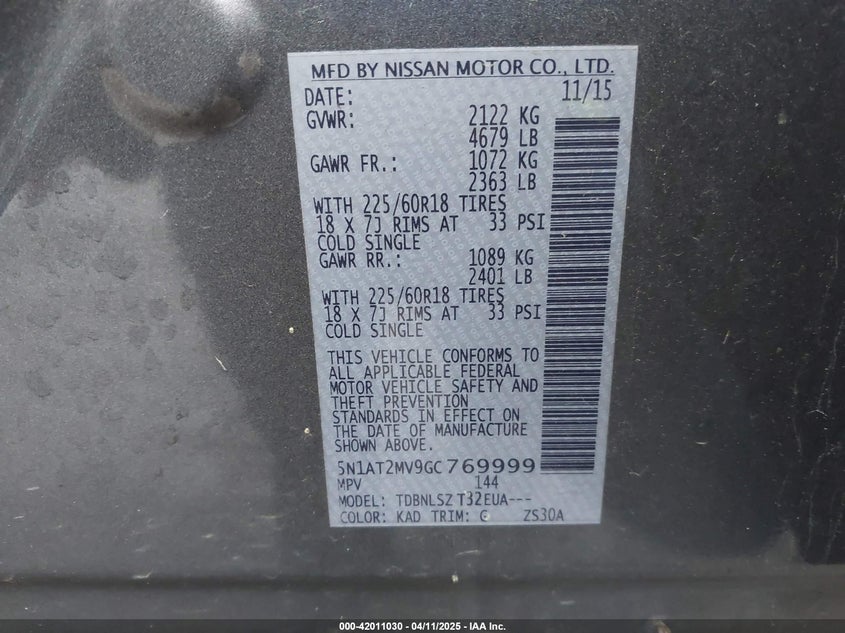 MFD BY NISSAN MOTOR CO., LTD.
DATE: 11/15
GVWR: 2122 KG
4679 LB
GAWR FR.: 1072 KG
2363 LB
WITH 225/60R18 TIRES
18 X 7J RIMS AT 33 PSI
COLD SINGLE
GAWR RR.: 1089 KG
2401 LB
WITH 225/60R18 TIRES
18 X 7J RIMS AT 33 PSI
COLD SINGLE
THIS VEHICLE CONFORMS TO
ALL APPLICABLE FEDERAL
MOTOR VEHICLE SAFETY AND
THEFT PREVENTION
STANDARDS IN EFFECT ON
THE DATE OF MANUFACTURE
SHOWN ABOVE.
5N1AT2MV9GC769999
MPV 144
MODEL: TDBNLSZ T32EUA---
COLOR: KAD TRIM: G ZS30A
000-42011030 - 04/11/2025 - IAA Inc.